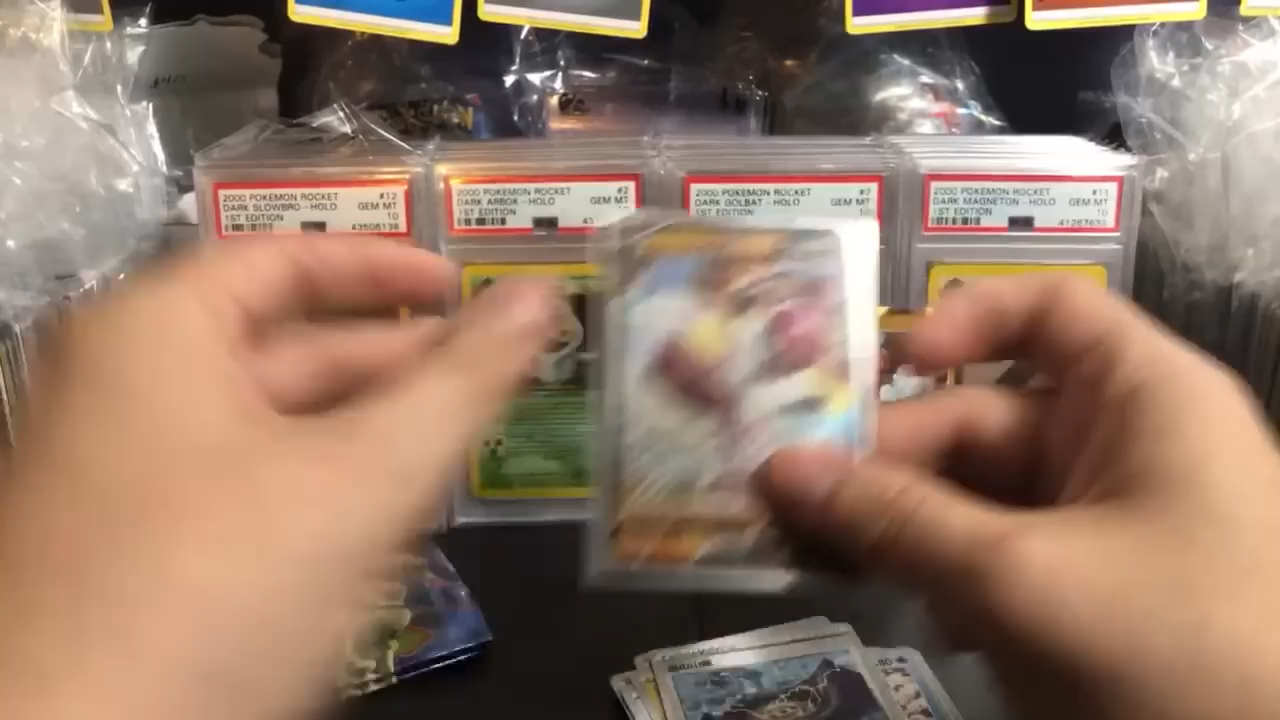 2000 POKEMON ROCKET #12
DARK SLOWBRO - HOLO GEM MT
1ST EDITION 10
43506138
2000 POKEMON ROCKET #2
DARK ARBOK - HOLO GEM MT
1ST EDITION
43
2000 POKEMON ROCKET #7
DARK GOLBAT - HOLO GEM MT
1ST EDITION 10
2000 POKEMON ROCKET #11
DARK MAGNETON - HOLO GEM MT
1ST EDITION 10